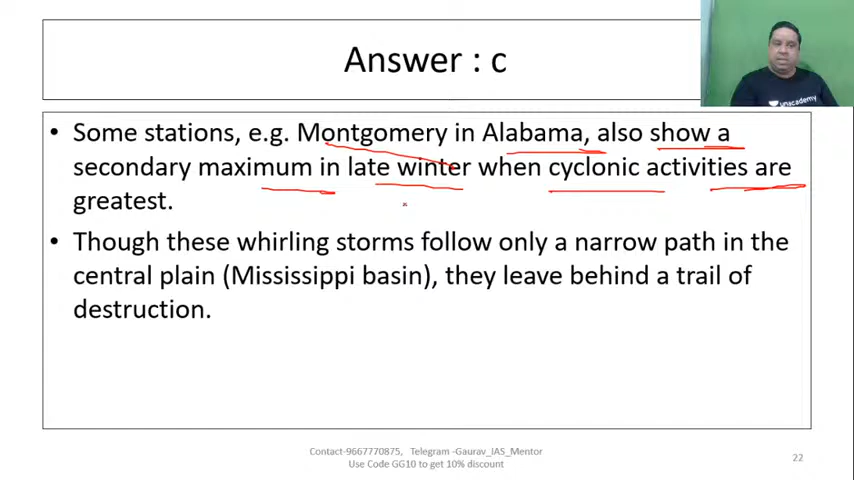 Answer : c
unacademy
• Some stations, e.g. Montgomery in Alabama, also show a
secondary maximum in late winter when cyclonic activities are
greatest.
• Though these whirling storms follow only a narrow path in the
central plain (Mississippi basin), they leave behind a trail of
destruction.
Contact-9667770875, Telegram -Gaurav_IAS_Mentor
Use Code GG10 to get 10% discount
22